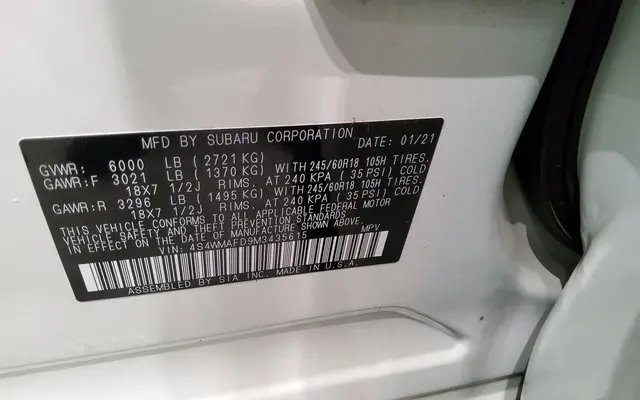 MFD BY SUBARU CORPORATION DATE: 01/21
GVWR: 6000 LB (2721 KG)
GAWR:F 3021 LB (1370 KG) WITH 245/60R18 105H TIRES.
18X7 1/2J RIMS. AT 240 KPA (35 PSI) COLD
GAWR:R 3296 LB (1495 KG) WITH 245/60R18 105H TIRES.
18X7 1/2J RIMS. AT 240 KPA (35 PSI) COLD
THIS VEHICLE CONFORMS TO ALL APPLICABLE FEDERAL MOTOR
VEHICLE SAFETY AND THEFT PREVENTION STANDARDS
IN EFFECT ON THE DATE OF MANUFACTURE SHOWN ABOVE.
VIN: 4S4WMAFD9M3435615 MPV
ASSEMBLED BY SIA INC. MADE IN U.S.A.